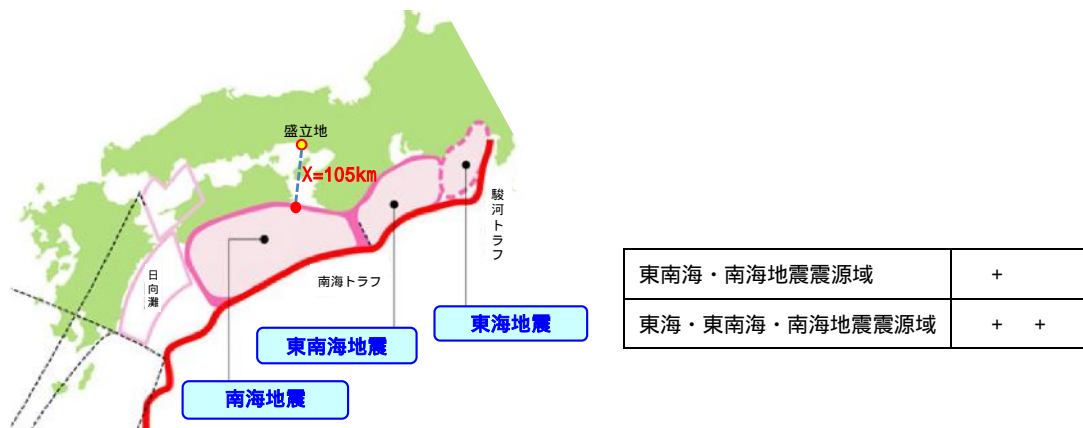 盛立地
X=105km
駿河トラフ
日向灘
南海トラフ
東海地震
東南海地震
南海地震
東南海・南海地震震源域 +
東海・東南海・南海地震震源域 + +